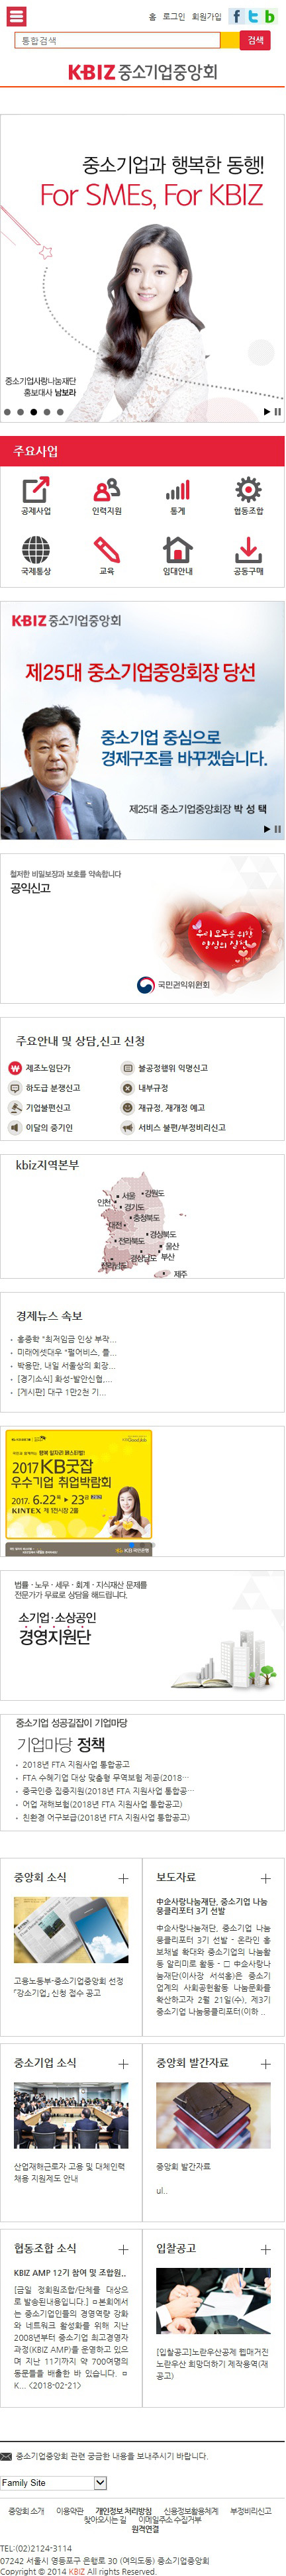 홈 로그인 회원가입
통합검색 검색
K·BIZ 중소기업중앙회
중소기업과 행복한 동행!
For SMEs, For KBIZ
중소기업사랑나눔재단
홍보대사 남보라
주요사업
공제사업 인력지원 통계 협동조합
국제통상 교육 임대안내 공동구매
K·BIZ 중소기업중앙회
제25대 중소기업중앙회장 당선
중소기업 중심으로
경제구조를 바꾸겠습니다.
제25대 중소기업중앙회장 박 성 택
철저한 비밀보장과 보호를 약속합니다
공익신고
우리 모두를 위한
양심의 실천
국민권익위원회
주요안내 및 상담,신고 신청
제조노임단가 불공정행위 익명신고
하도급 분쟁신고 내부규정
기업불편신고 제규정, 제개정 예고
이달의 중기인 서비스 불편/부정비리신고
kbiz지역본부
인천 서울 강원도
경기도
충청북도
대전
전라북도 경상북도
울산
경상남도 부산
제주
경제뉴스 속보
홍종학 "최저임금 인상 부작...
미래에셋대우 "펄어비스, 플...
박용만, 내일 서울상의 회장...
[경기소식] 화성-발안신협,...
[게시판] 대구 1만2천 기...
2017 KB굿잡
우수기업 취업박람회
2017. 6.22 ▸ 23
KINTEX 제 1전시장 2홀
법률·노무·세무·회계·지식재산 문제를
전문가가 무료로 상담을 해드립니다.
소기업·소상공인
경영지원단
중소기업 성공길잡이 기업마당
기업마당 정책
2018년 FTA 지원사업 통합공고
FTA 수혜기업 대상 맞춤형 무역보험 제공(2018…
중국인증 집중지원(2018년 FTA 지원사업 통합공…
어업 재해보험(2018년 FTA 지원사업 통합공고)
친환경 어구보급(2018년 FTA 지원사업 통합공고)
중앙회 소식
고용노동부-중소기업중앙회 선정
「강소기업」 신청 접수 공고
보도자료
中企사랑나눔재단, 중소기업 나눔
뭉클리포터 3기 선발
中企사랑나눔재단, 중소기업 나눔
뭉클리포터 3기 선발 - 온라인 홍
보채널 확대와 중소기업의 나눔활
동 알리미로 활동 - □ 中企사랑나
눔재단(이사장 서석홍)은 중소기
업계의 사회공헌활동 나눔문화를
확산하고자 2월 21일(수), 제3기
중소기업 나눔뭉클리포터(이하 ..
중소기업 소식
산업재해근로자 고용 및 대체인력
채용 지원제도 안내
중앙회 발간자료
중앙회 발간자료
ul..
협동조합 소식
KBIZ AMP 12기 참여 및 조합원..
[금일 정회원조합/단체를 대상으
로 발송된내용입니다.] ㅁ본회에서
는 중소기업인들의 경영역량 강화
와 네트워크 활성화를 위해 지난
2008년부터 중소기업 최고경영자
과정(KBIZ AMP)을 운영하고 있으
며 지난 11기까지 약 700여명의
동문들을 배출한 바 있습니다. ㅁ
K... <2018-02-21>
입찰공고
[입찰공고]노란우산공제 웹매거진
노란우산 희망더하기 제작용역(재
공고)
중소기업중앙회 관련 궁금한 내용을 보내주시기 바랍니다.
Family Site
중앙회 소개 이용약관 개인정보 처리방침 신용정보활용체계 부정비리신고
찾아오시는 길 이메일주소 수집거부
원격연결
TEL:(02)2124-3114
07242 서울시 영등포구 은행로 30 (여의도동) 중소기업중앙회
Copyright © 2014 KBIZ All rights Reserved.